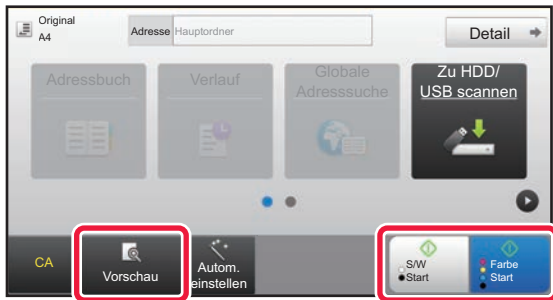 Original
A4
Adresse Hauptordner
Detail
Adressbuch
Verlauf
Globale
Adresssuche
Zu HDD/
USB scannen
CA
Vorschau
Autom.
einstellen
S/W
Start
Farbe
Start